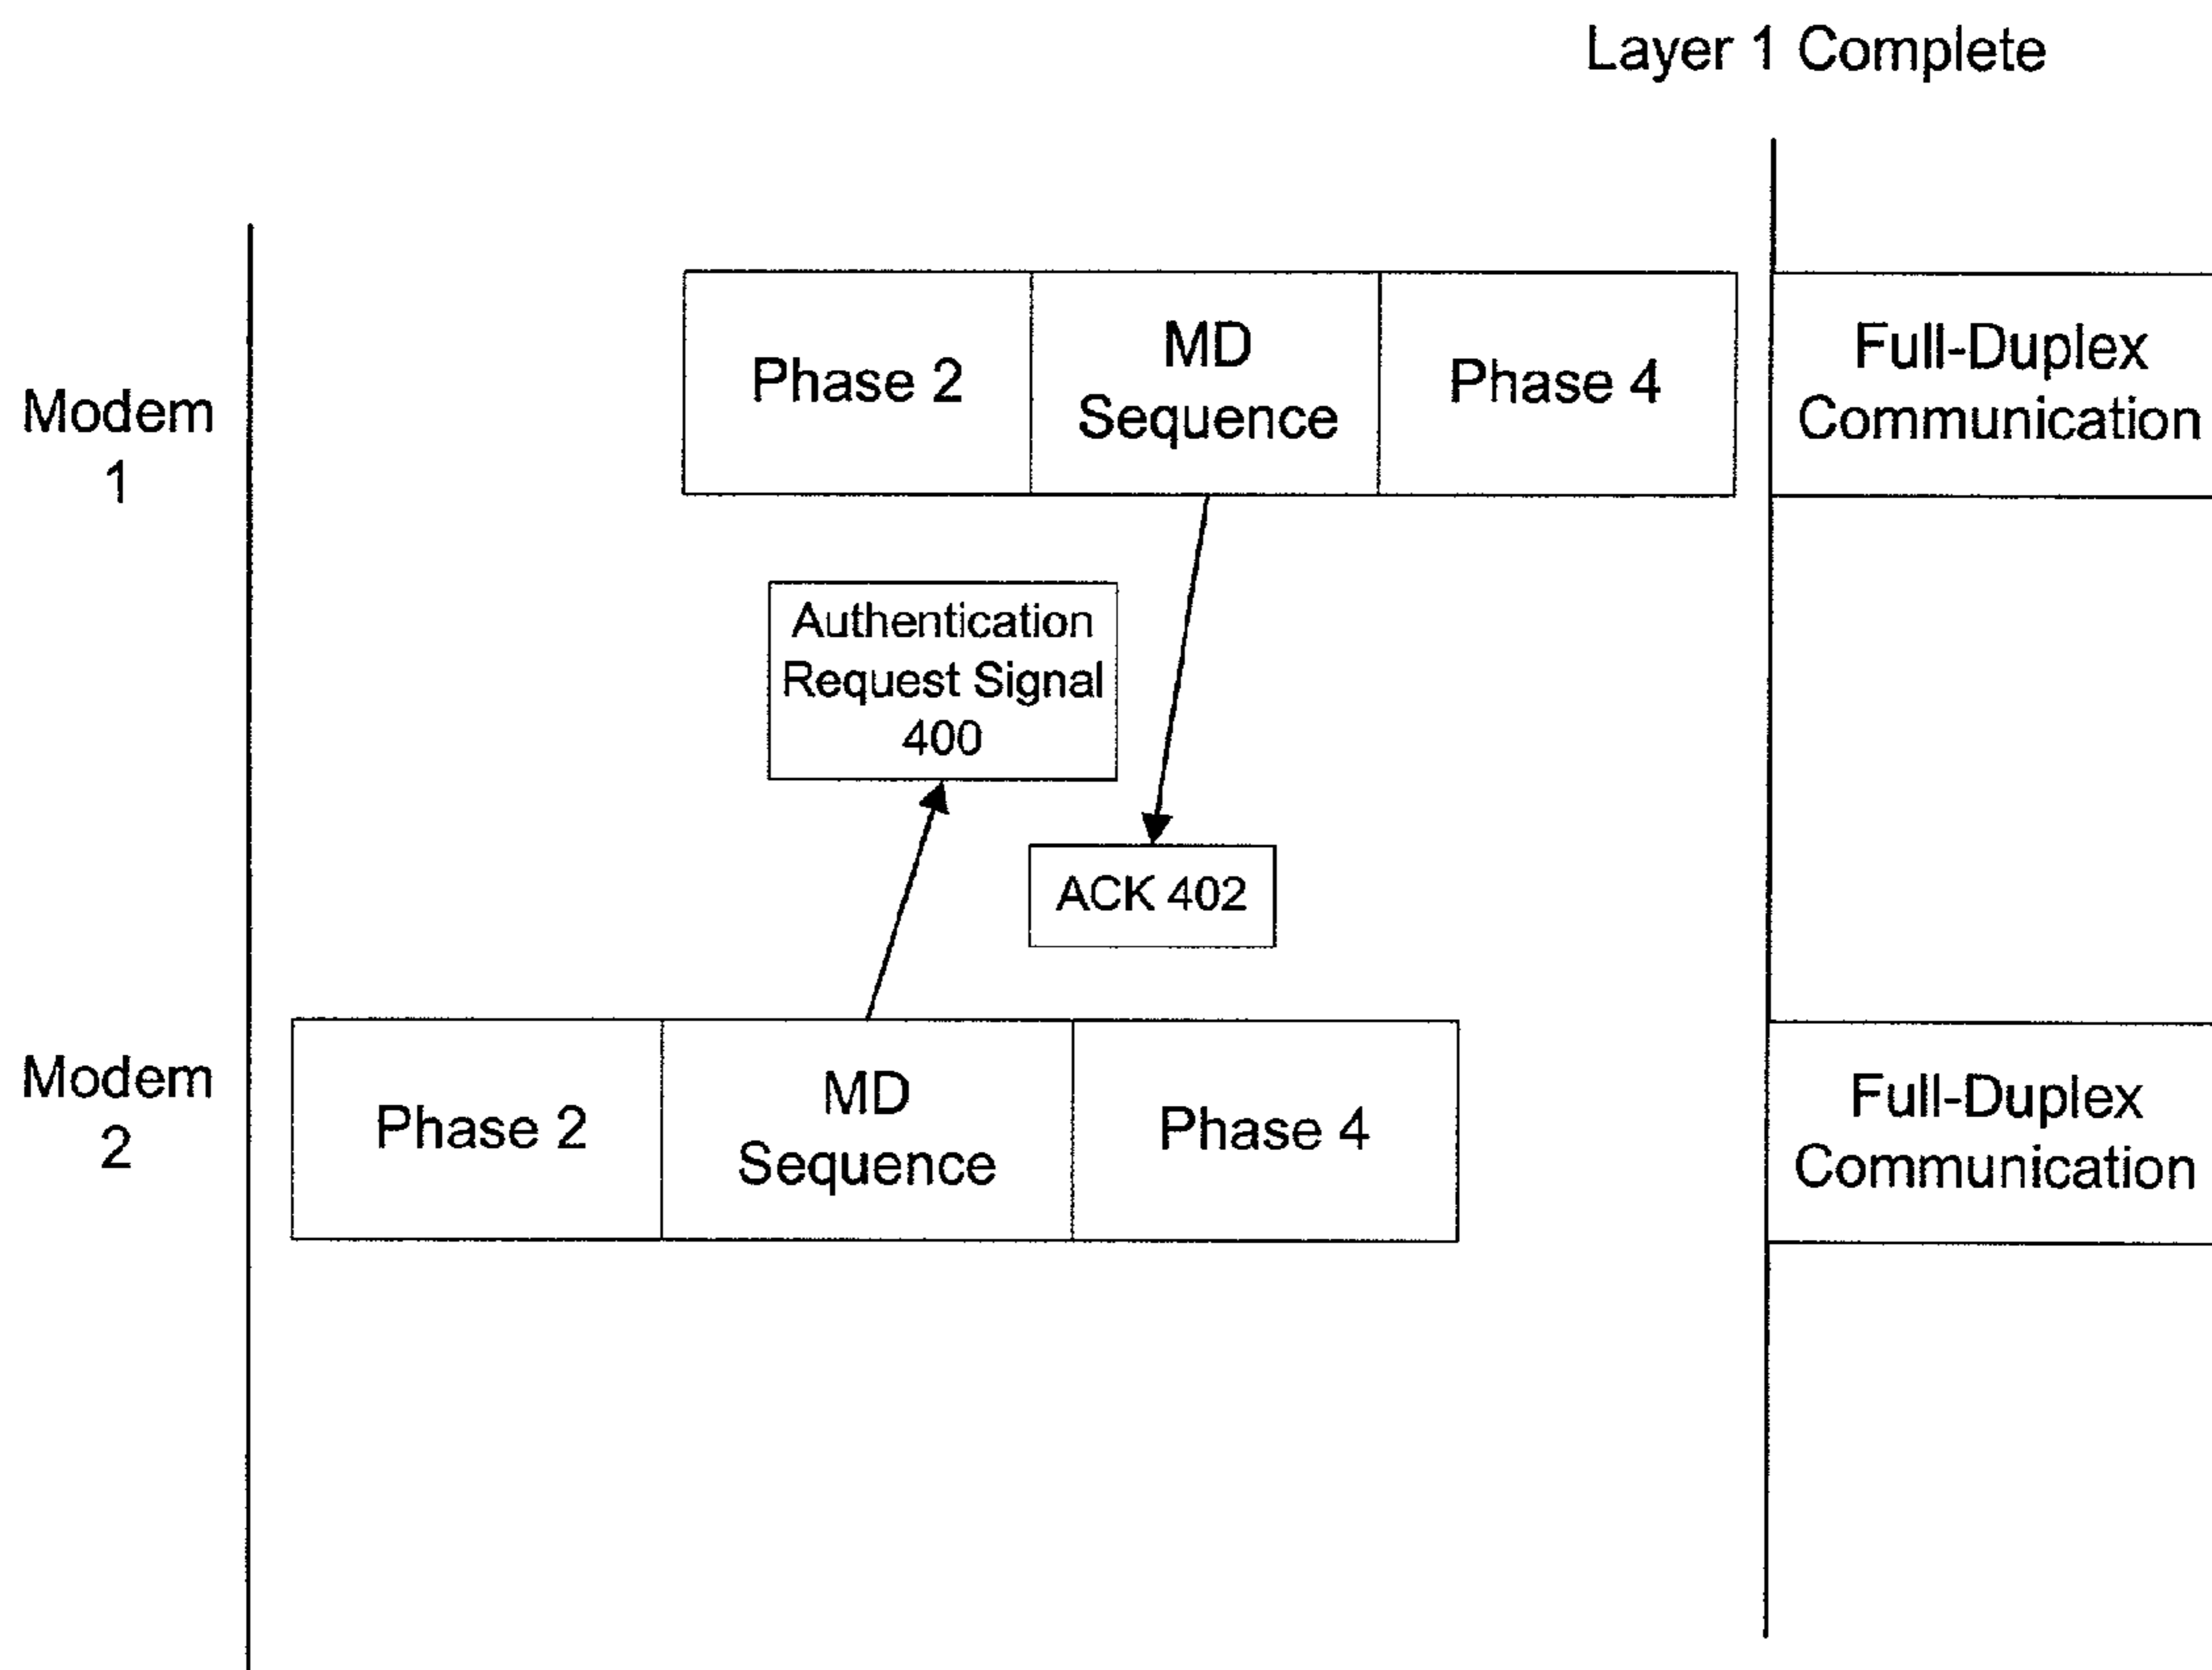 Layer 1 Complete
Modem
1
Phase 2
MD
Sequence
Phase 4
Full-Duplex
Communication
Authentication
Request Signal
400
ACK 402
Modem
2
Phase 2
MD
Sequence
Phase 4
Full-Duplex
Communication